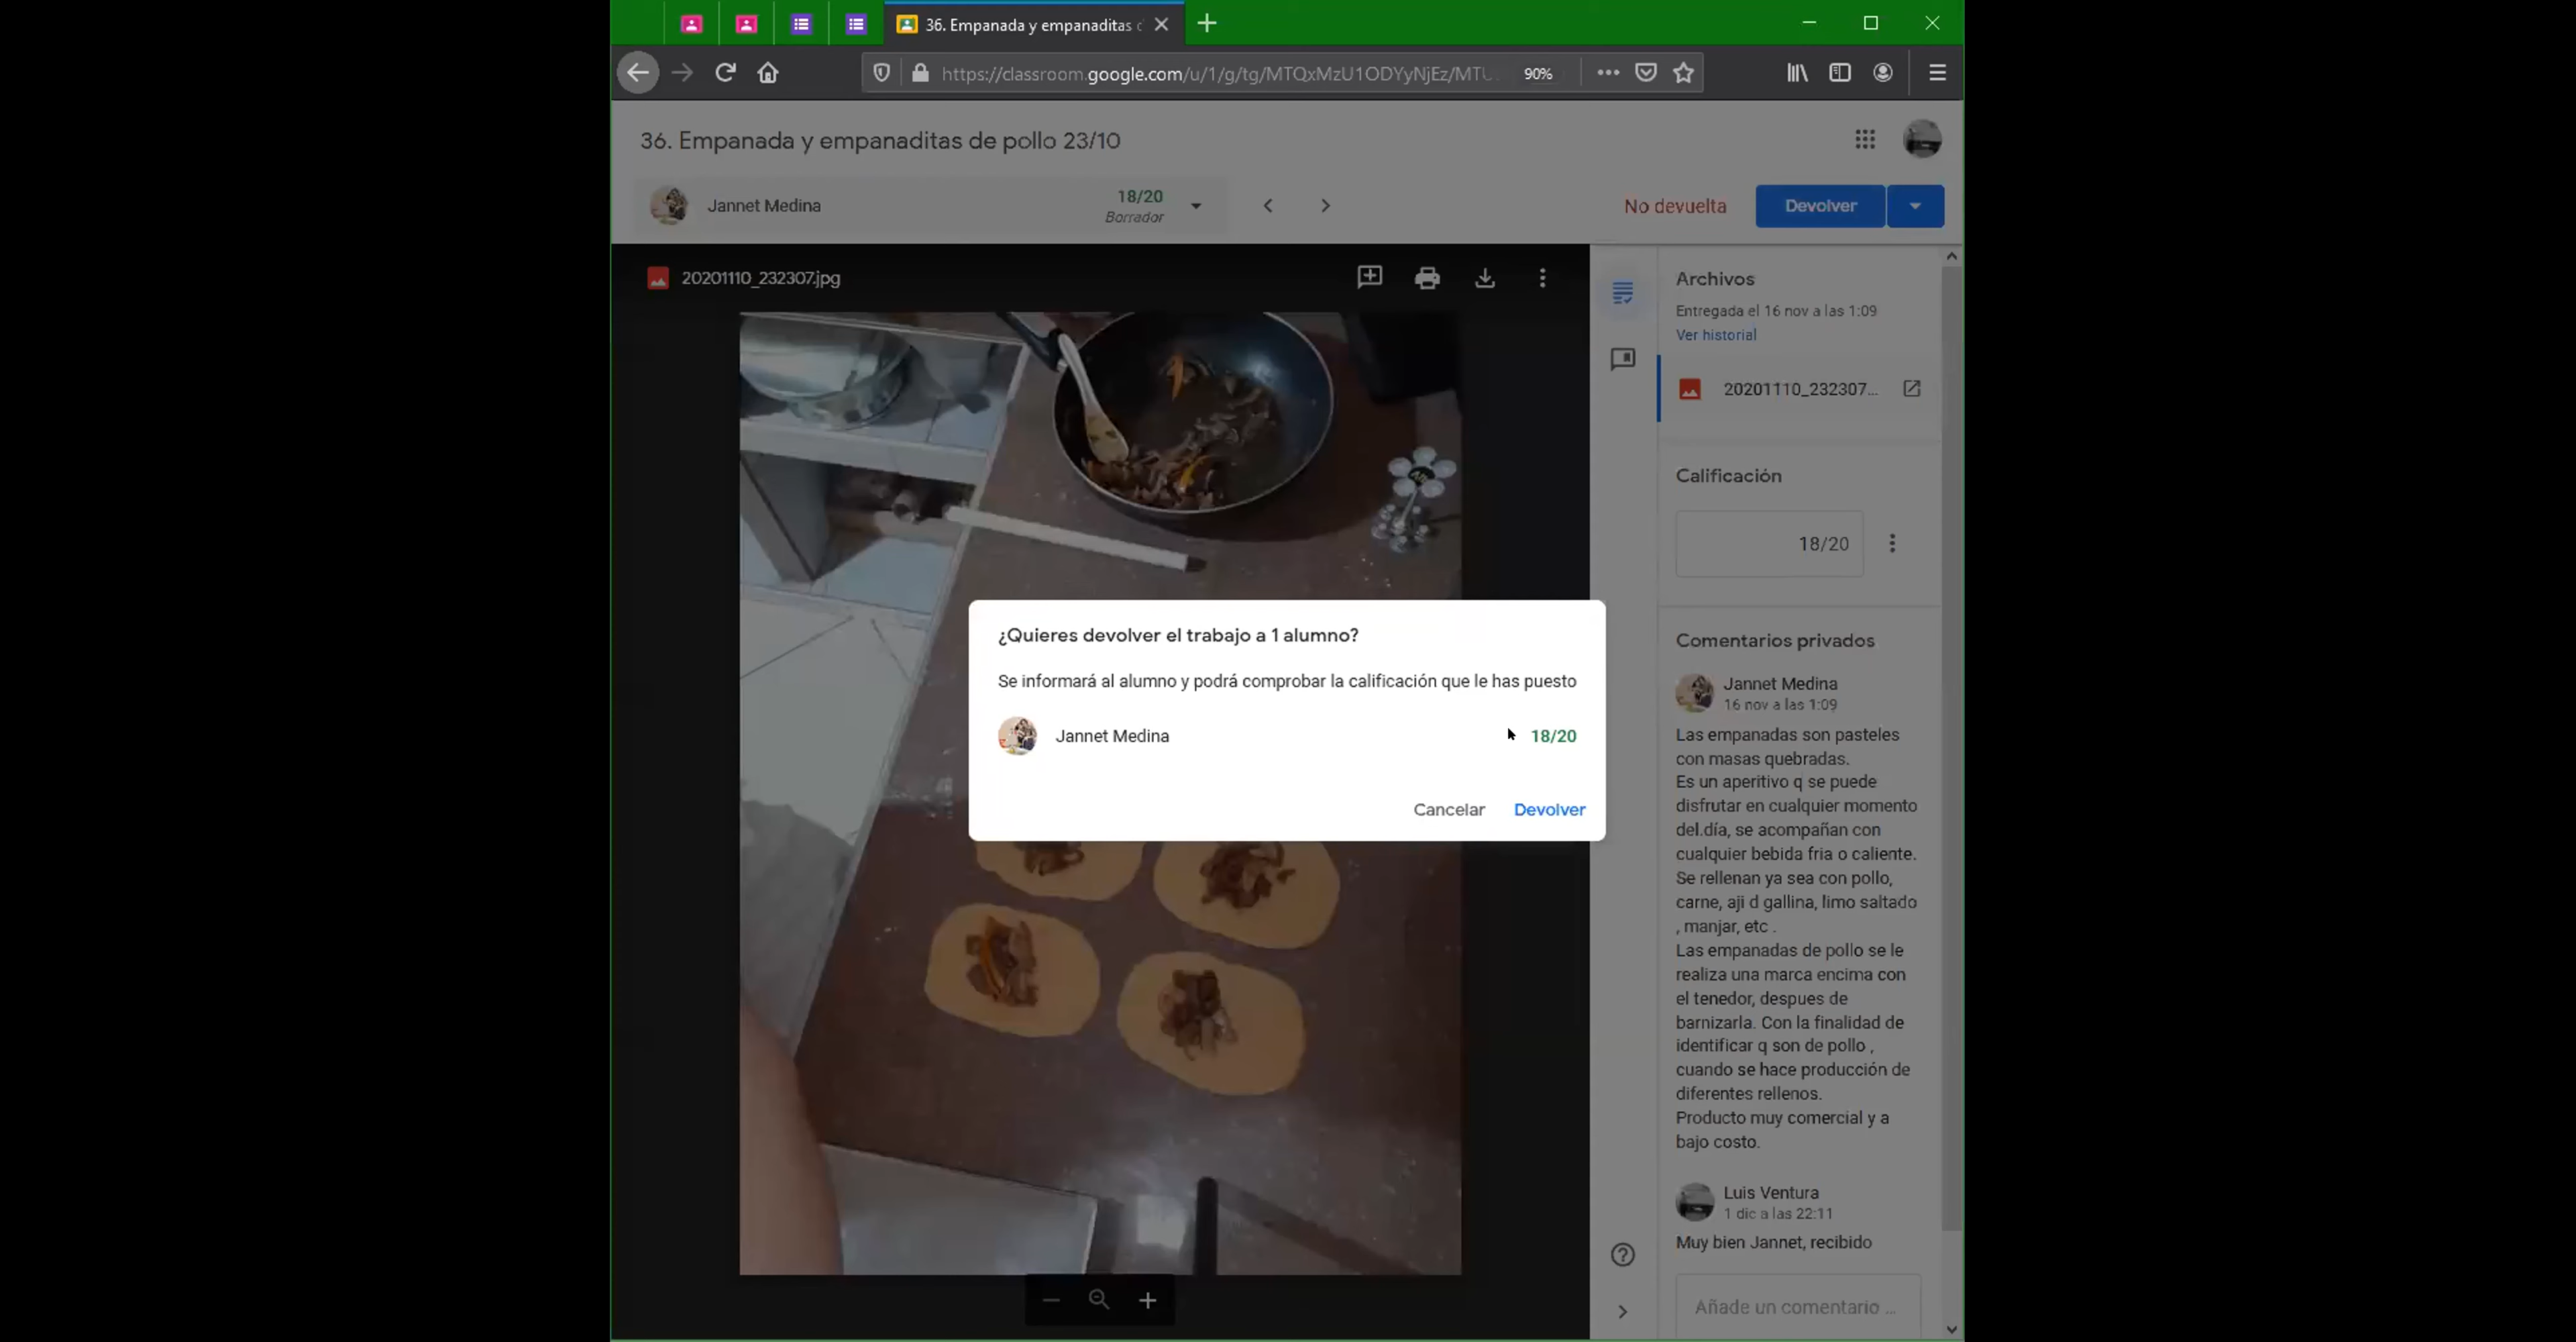 36. Empanada y empanaditas
https://classroom.google.com/u/1/g/tg/MTQxMzU1ODYyNjEz/MTU
90%
36. Empanada y empanaditas de pollo 23/10
Jannet Medina
18/20
Borrador
No devuelta
Devolver
20201110_232307.jpg
Archivos
Entregada el 16 nov a las 1:09
Ver historial
20201110_232307...
Calificación
18/20
¿Quieres devolver el trabajo a 1 alumno?
Se informará al alumno y podrá comprobar la calificación que le has puesto
Jannet Medina
18/20
Cancelar
Devolver
Comentarios privados
Jannet Medina
16 nov a las 1:09
Las empanadas son pasteles
con masas quebradas.
Es un aperitivo q se puede
disfrutar en cualquier momento
del.día, se acompañan con
cualquier bebida fria o caliente.
Se rellenan ya sea con pollo,
carne, aji d gallina, limo saltado
, manjar, etc .
Las empanadas de pollo se le
realiza una marca encima con
el tenedor, despues de
barnizarla. Con la finalidad de
identificar q son de pollo ,
cuando se hace producción de
diferentes rellenos.
Producto muy comercial y a
bajo costo.
Luis Ventura
1 dic a las 22:11
Muy bien Jannet, recibido
Añade un comentario ...